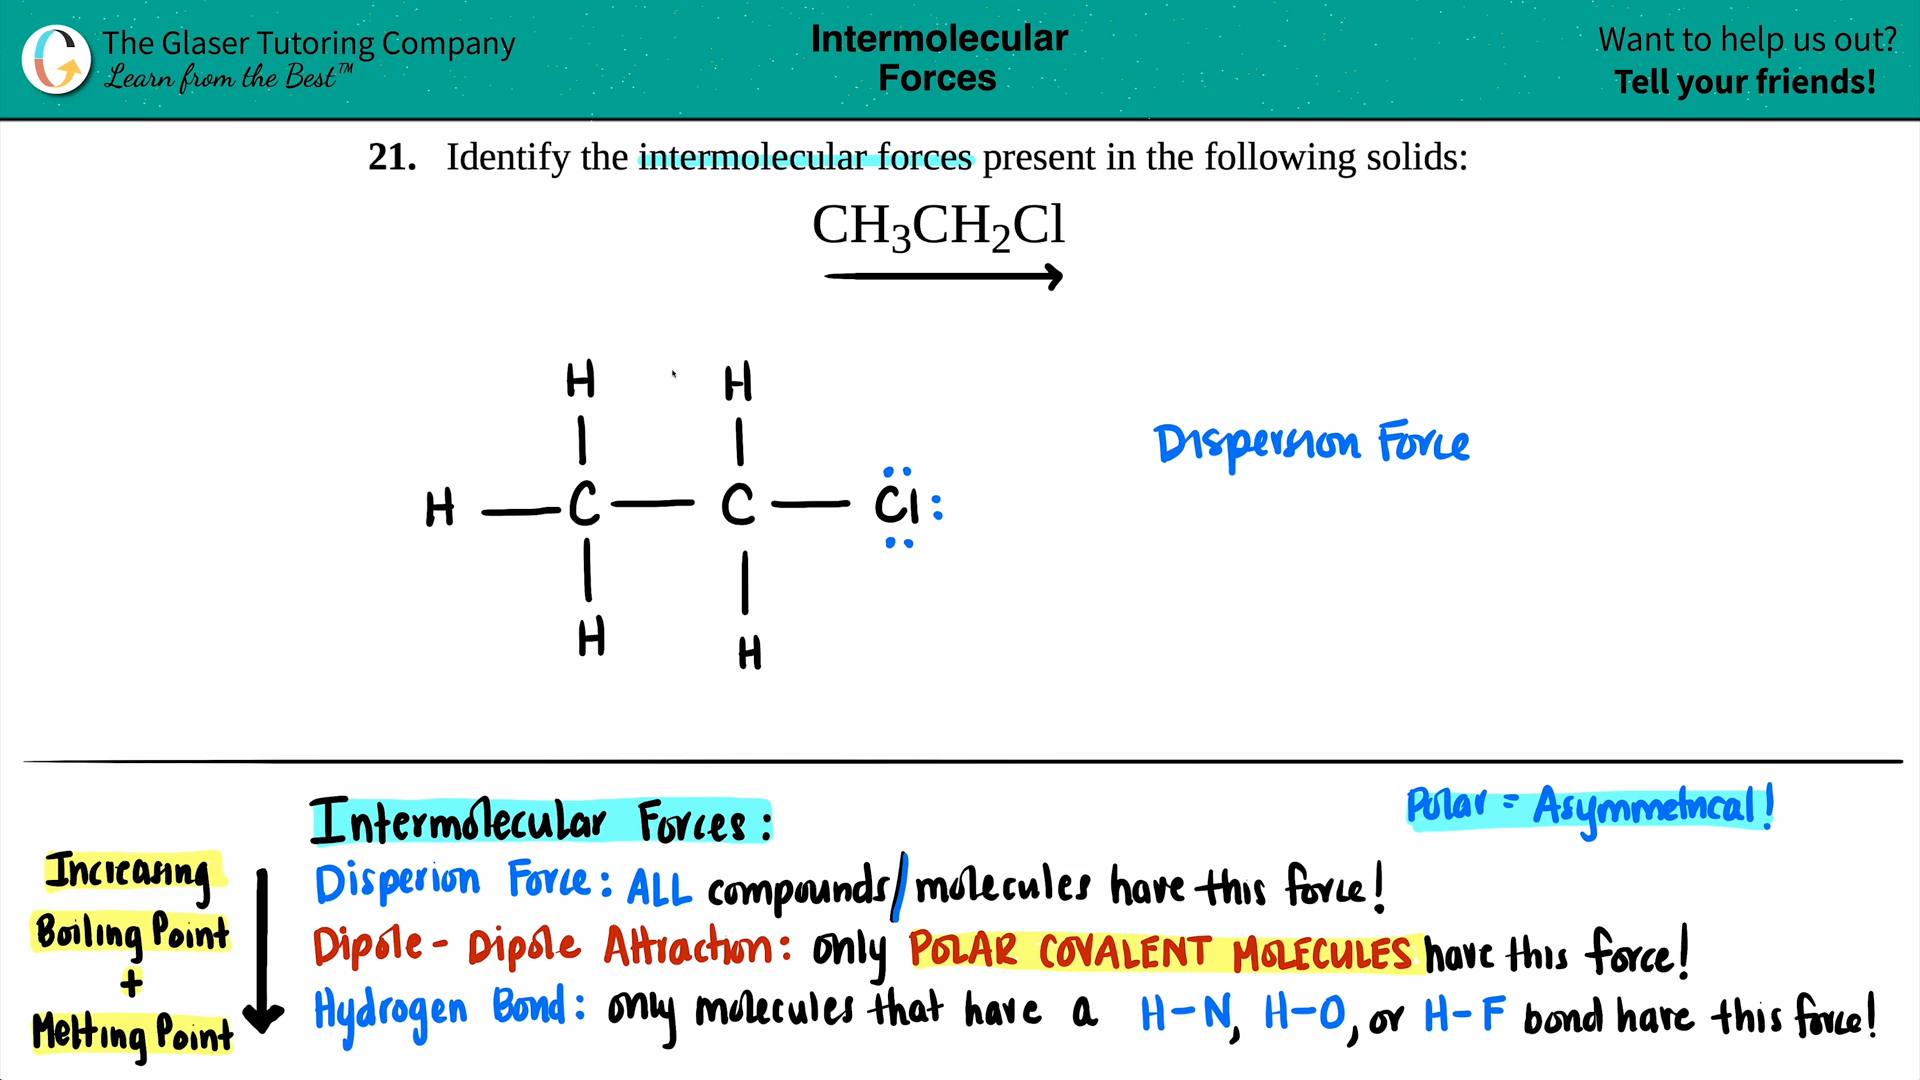 The Glaser Tutoring Company
Learn from the Best™
Intermolecular
Forces
Want to help us out?
Tell your friends!
21. Identify the intermolecular forces present in the following solids:
CH₃CH₂Cl
H H
H C C Cl:
H H
Dispersion Force
Polar = Asymmetrical!
Intermolecular Forces:
Increasing
Boiling Point
+
Melting Point
Disperion Force: ALL compounds/molecules have this force!
Dipole-Dipole Attraction: only POLAR COVALENT MOLECULES have this force!
Hydrogen Bond: only molecules that have a H-N, H-O, or H-F bond have this force!